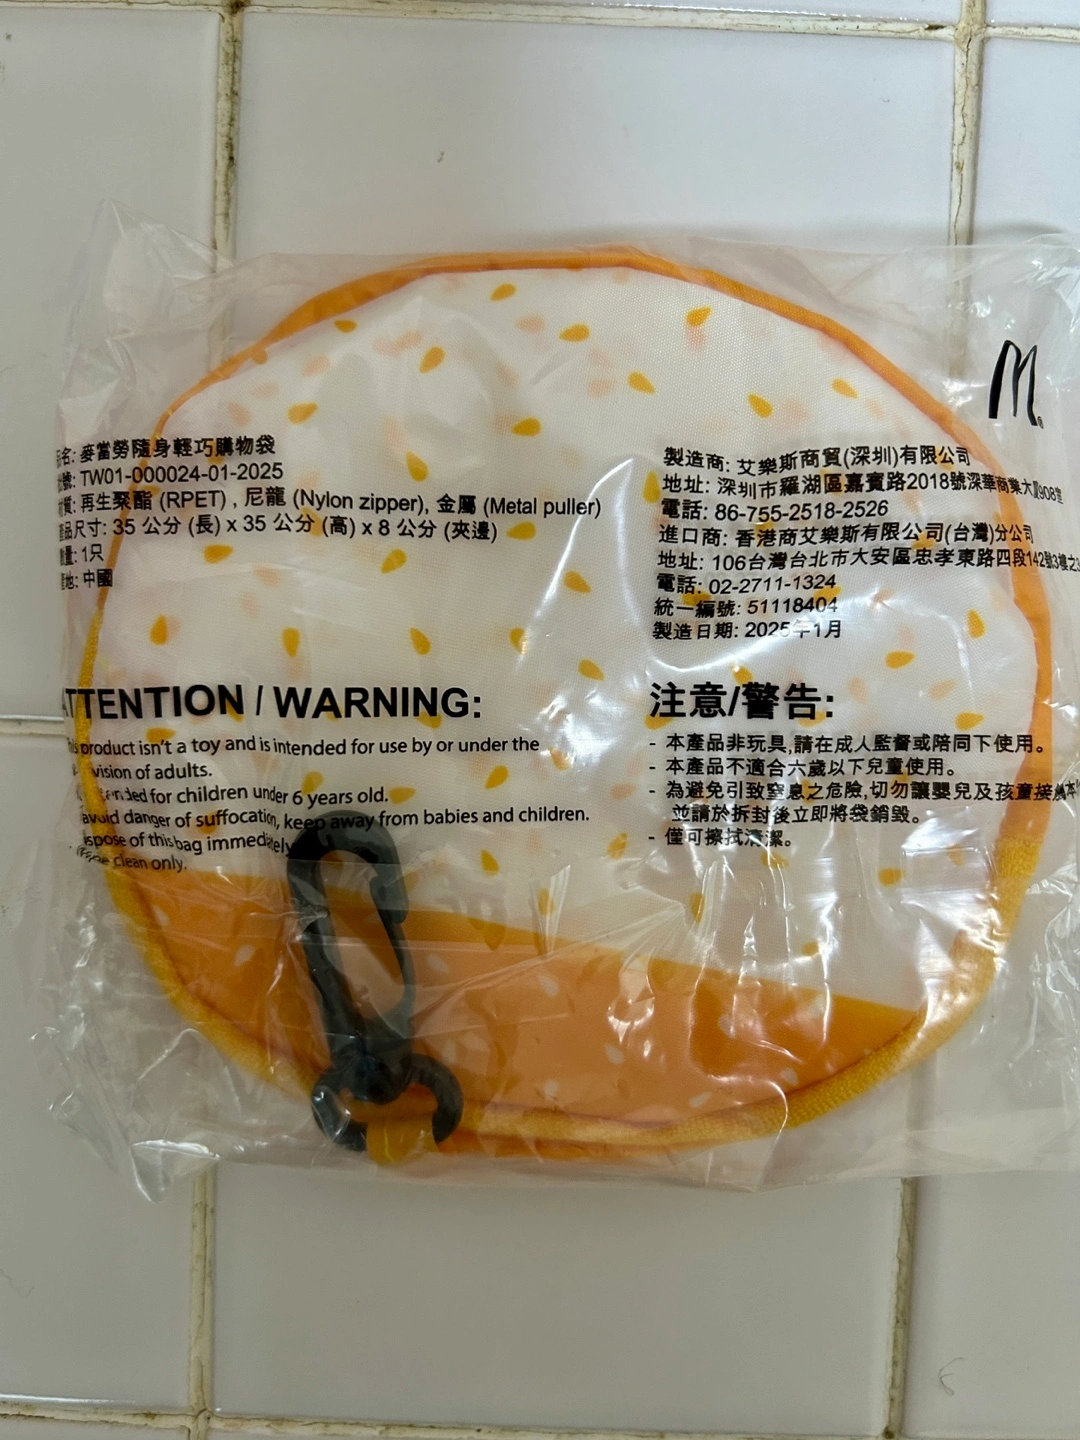 名: 麥當勞隨身輕巧購物袋
號: TW01-000024-01-2025
質: 再生聚酯 (RPET) , 尼龍 (Nylon zipper), 金屬 (Metal puller)
品尺寸: 35 公分 (長) x 35 公分 (高) x 8 公分 (夾邊)
量: 1只
地: 中國
製造商: 艾樂斯商貿(深圳)有限公司
地址: 深圳市羅湖區嘉賓路2018號深華商業大廈908室
電話: 86-755-2518-2526
進口商: 香港商艾樂斯有限公司(台灣)分公司
地址: 106台灣台北市大安區忠孝東路四段142號3樓之
電話: 02-2711-1324
統一編號: 51118404
製造日期: 2025年1月
ATTENTION / WARNING:
product isn't a toy and is intended for use by or under the
vision of adults.
tended for children under 6 years old.
avoid danger of suffocation, keep away from babies and children.
ispose of this bag immediately
clean only.
注意/警告:
- 本產品非玩具,請在成人監督或陪同下使用。
- 本產品不適合六歲以下兒童使用。
- 為避免引致窒息之危險,切勿讓嬰兒及孩童接觸本
並請於拆封後立即將袋銷毀。
- 僅可擦拭清潔。